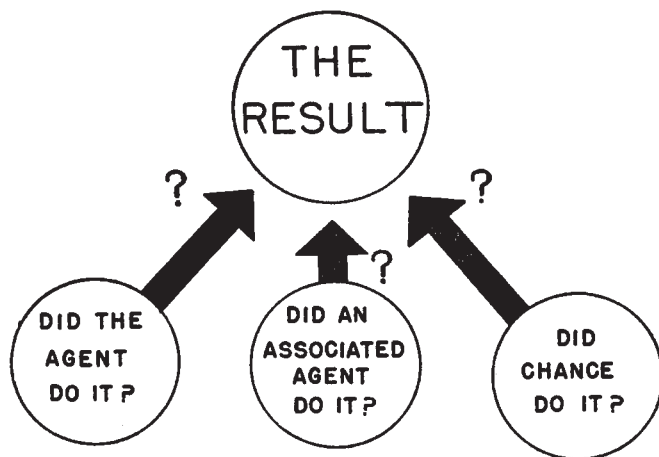 THE
RESULT
?
?
?
DID THE
AGENT
DO IT?
DID AN
ASSOCIATED
AGENT
DO IT?
DID
CHANCE
DO IT?